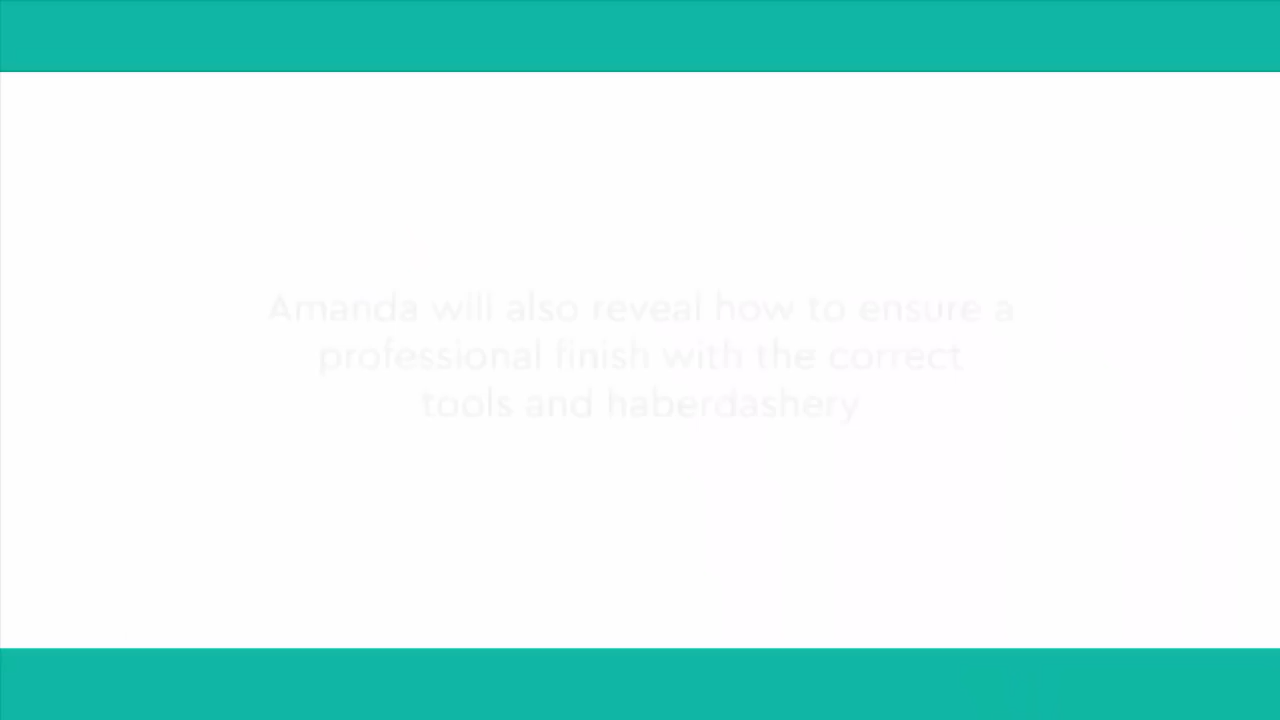 Amanda will also reveal how to ensure a
professional finish with the correct
tools and haberdashery